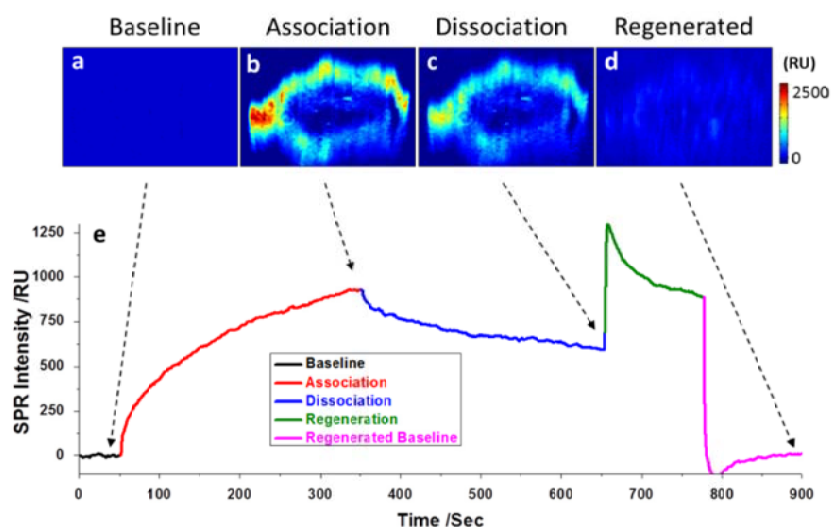 Baseline Association Dissociation Regenerated
a b c d (RU)
2500
0
e
SPR Intensity /RU
1250
1000
750
500
250
0
Baseline
Association
Dissociation
Regeneration
Regenerated Baseline
0 100 200 300 400 500 600 700 800 900
Time /Sec